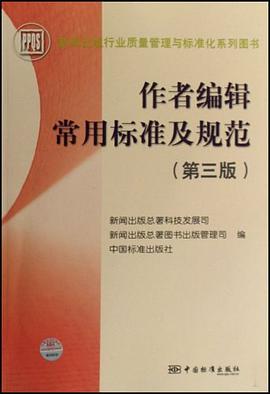 PPQS
新闻出版行业质量管理与标准化系列图书
作者编辑
常用标准及规范
(第三版)
新闻出版总署科技发展司
新闻出版总署图书出版管理司 编
中国标准出版社
中国标准出版社